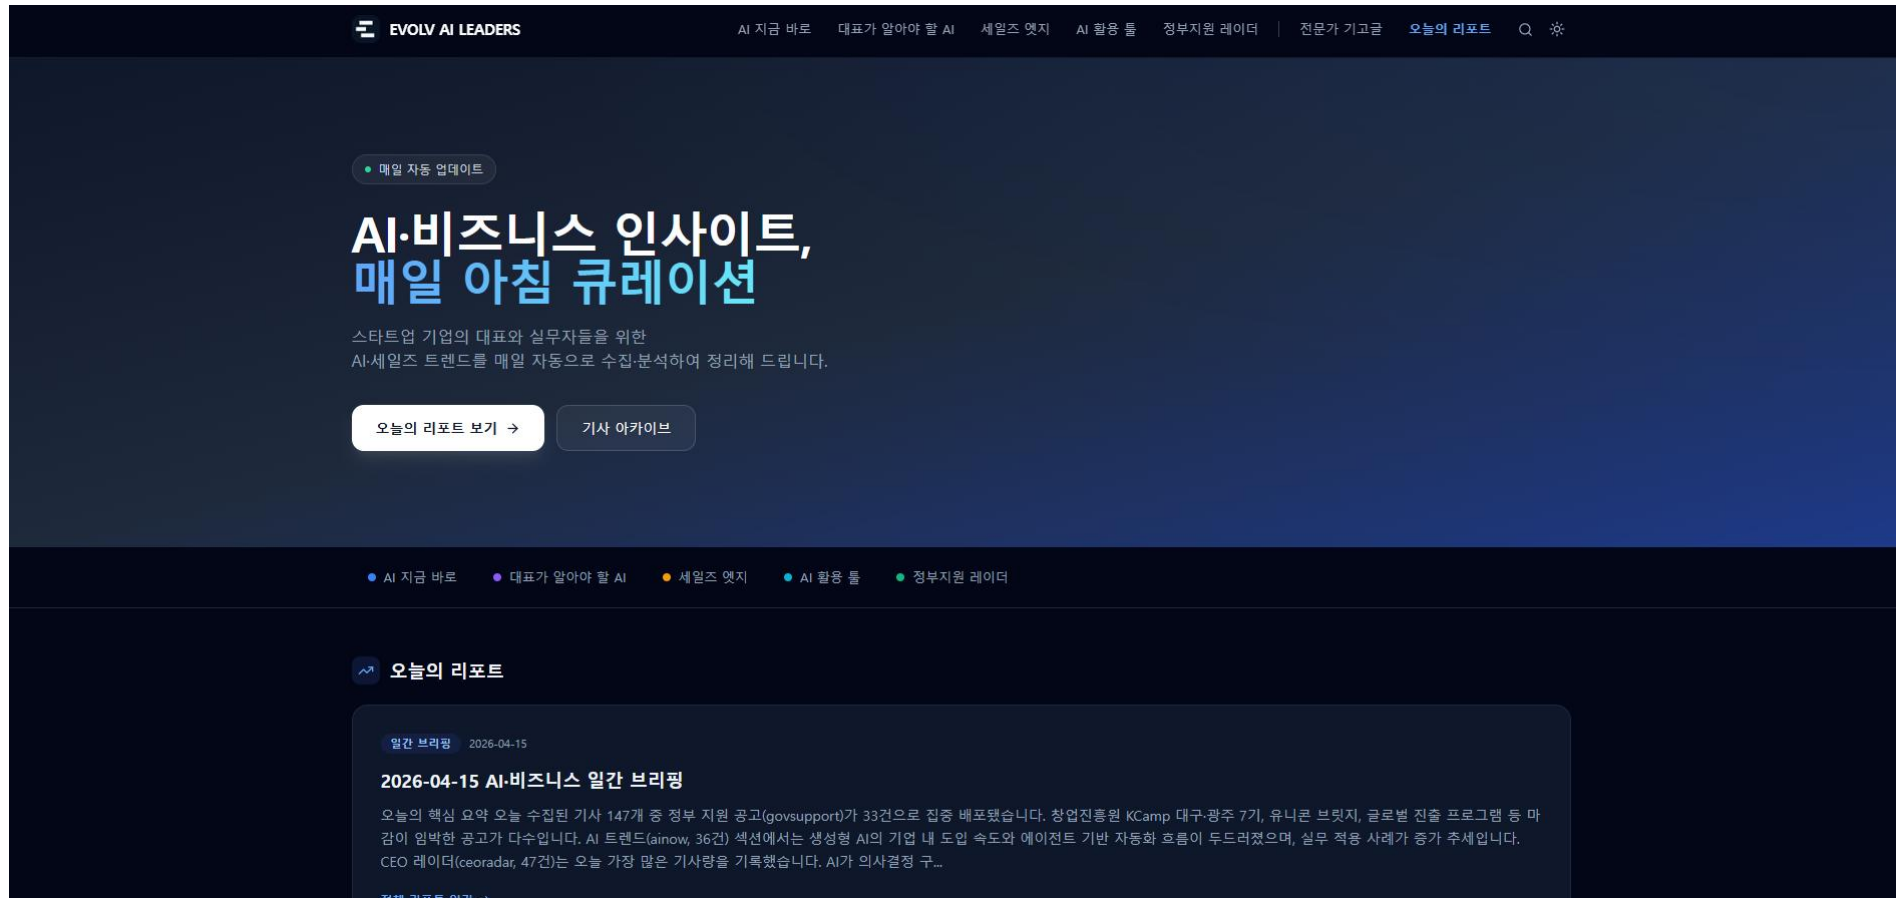 EVOLV AI LEADERS
AI 지금 바로
대표가 알아야 할 AI
세일즈 엣지
AI 활용 툴
정부지원 레이더
전문가 기고글
오늘의 리포트
매일 자동 업데이트
AI·비즈니스 인사이트,
매일 아침 큐레이션
스타트업 기업의 대표와 실무자들을 위한
AI·세일즈 트렌드를 매일 자동으로 수집·분석하여 정리해 드립니다.
오늘의 리포트 보기 →
기사 아카이브
AI 지금 바로
대표가 알아야 할 AI
세일즈 엣지
AI 활용 툴
정부지원 레이더
오늘의 리포트
일간 브리핑 2026-04-15
2026-04-15 AI·비즈니스 일간 브리핑
오늘의 핵심 요약 오늘 수집된 기사 147개 중 정부 지원 공고(govsupport)가 33건으로 집중 배포됐습니다. 창업진흥원 KCamp 대구·광주 7기, 유니콘 브릿지, 글로벌 진출 프로그램 등 마
감이 임박한 공고가 다수입니다. AI 트렌드(ainow, 36건) 섹션에서는 생성형 AI의 기업 내 도입 속도와 에이전트 기반 자동화 흐름이 두드러졌으며, 실무 적용 사례가 증가 추세입니다.
CEO 레이더(ceoradar, 47건)는 오늘 가장 많은 기사량을 기록했습니다. AI가 의사결정 구...